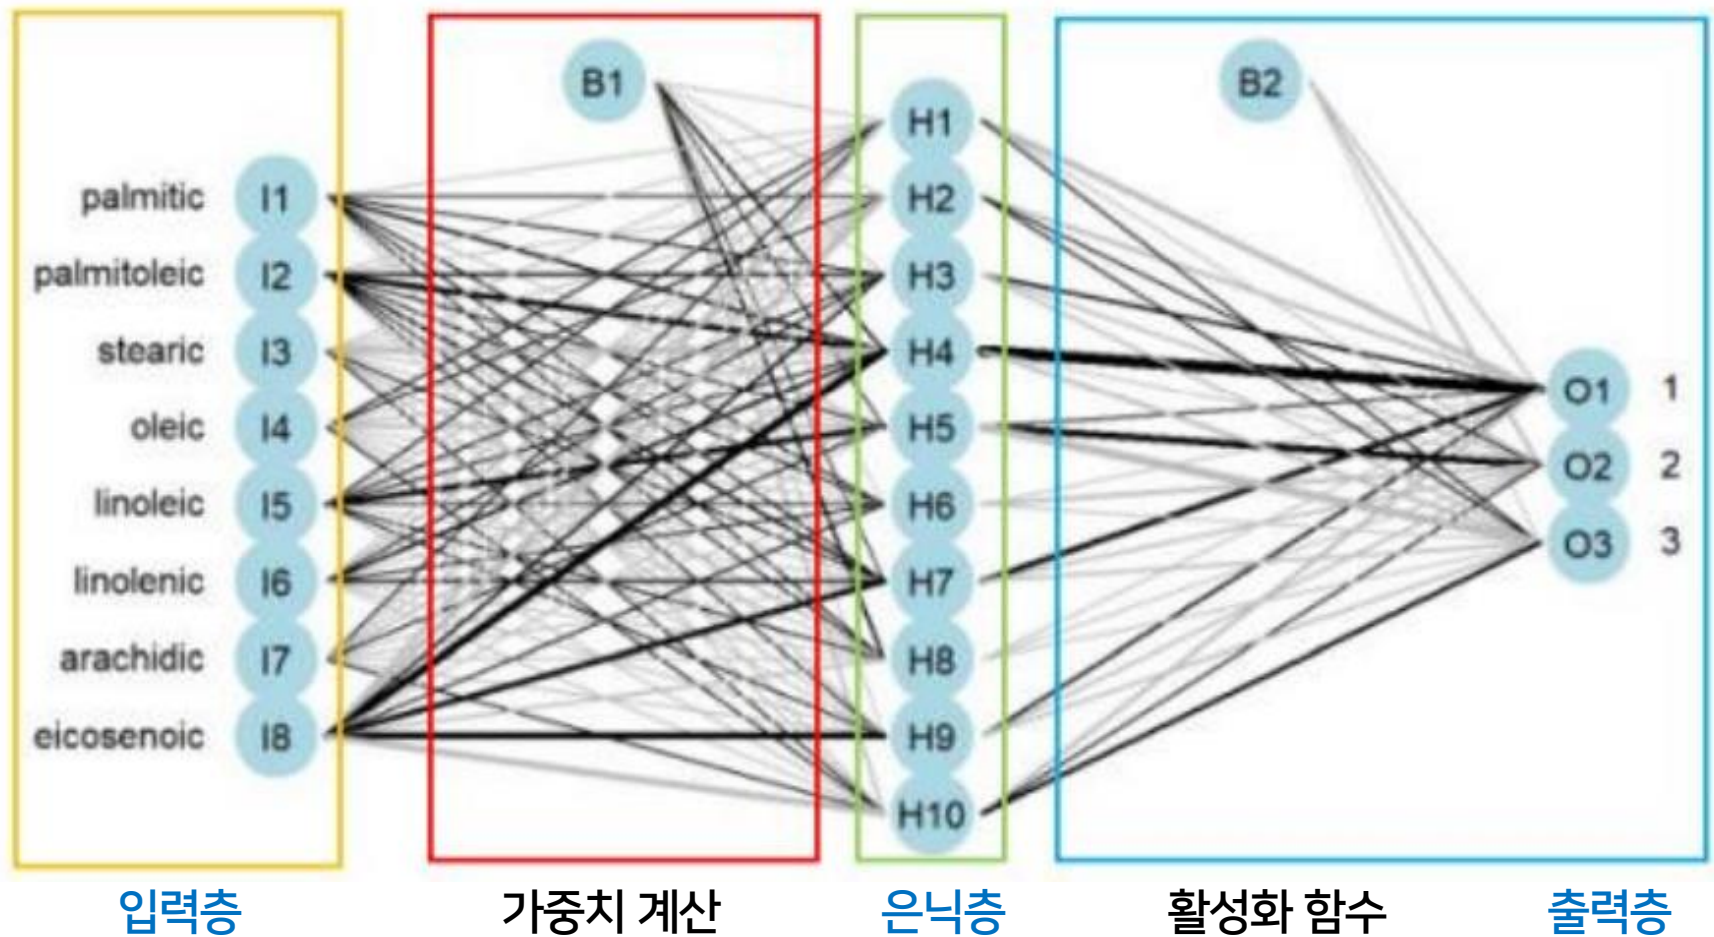 B1
B2
H1
palmitic I1
H2
palmitoleic I2
H3
stearic I3
H4
O1 1
oleic I4
H5
O2 2
linoleic I5
H6
O3 3
linolenic I6
H7
arachidic I7
H8
eicosenoic I8
H9
H10
입력층
가중치 계산
은닉층
활성화 함수
출력층